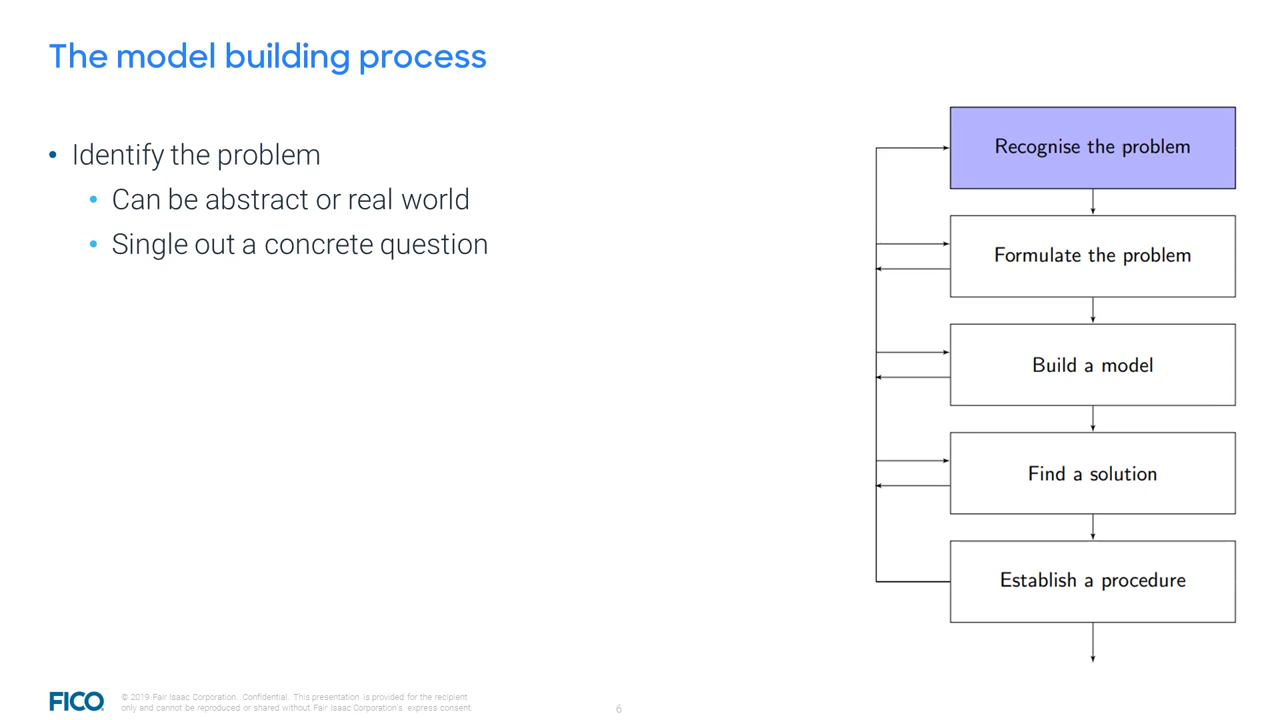 The model building process
• Identify the problem
• Can be abstract or real world
• Single out a concrete question
Recognise the problem
Formulate the problem
Build a model
Find a solution
Establish a procedure
FICO
© 2019 Fair Isaac Corporation. Confidential. This presentation is provided for the recipient
only and cannot be reproduced or shared without Fair Isaac Corporation's express consent.
6